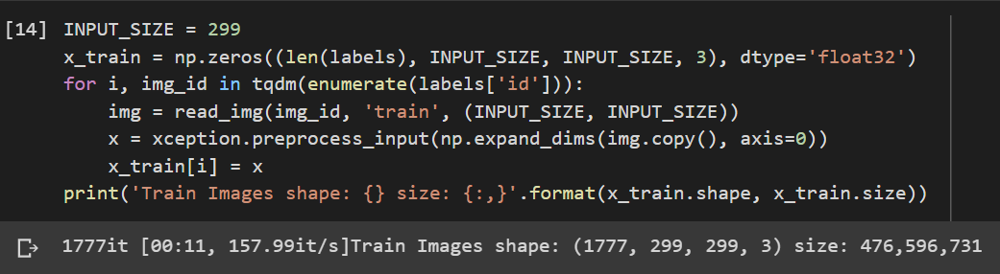 [14] INPUT_SIZE = 299
x_train = np.zeros((len(labels), INPUT_SIZE, INPUT_SIZE, 3), dtype='float32')
for i, img_id in tqdm(enumerate(labels['id'])):
    img = read_img(img_id, 'train', (INPUT_SIZE, INPUT_SIZE))
    x = xception.preprocess_input(np.expand_dims(img.copy(), axis=0))
    x_train[i] = x
print('Train Images shape: {} size: {:,}'.format(x_train.shape, x_train.size))
1777it [00:11, 157.99it/s]Train Images shape: (1777, 299, 299, 3) size: 476,596,731